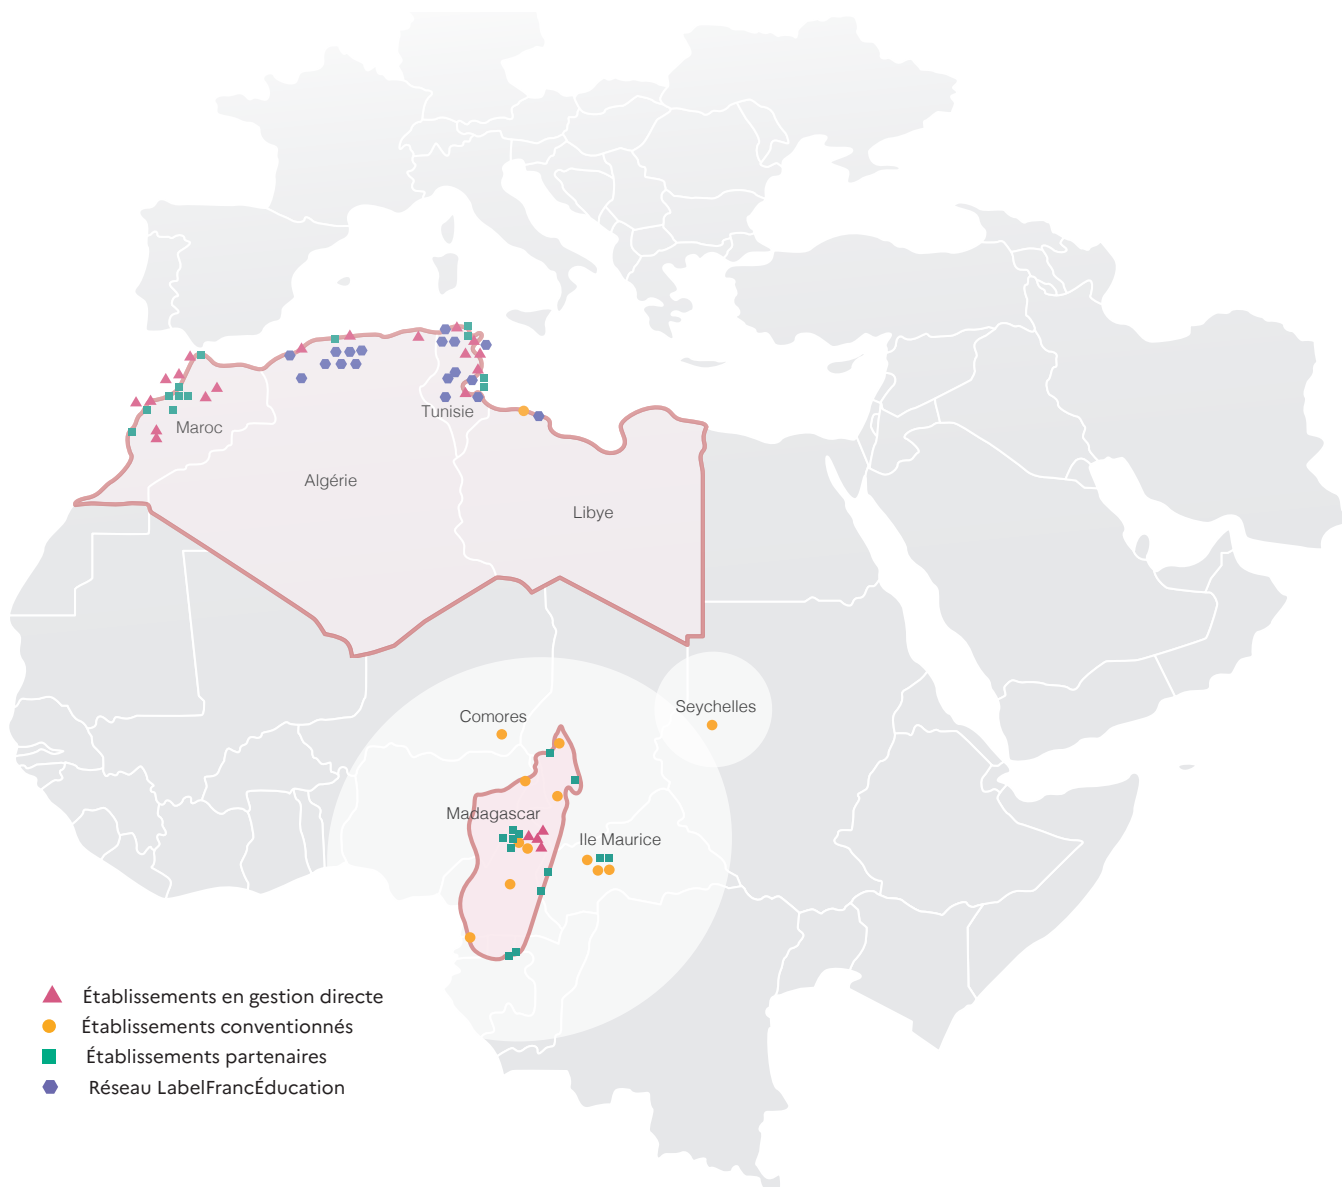 Tunisie
Maroc
Algérie
Libye
Seychelles
Comores
Madagascar
Ile Maurice
Établissements en gestion directe
Établissements conventionnés
Établissements partenaires
Réseau LabelFrancÉducation